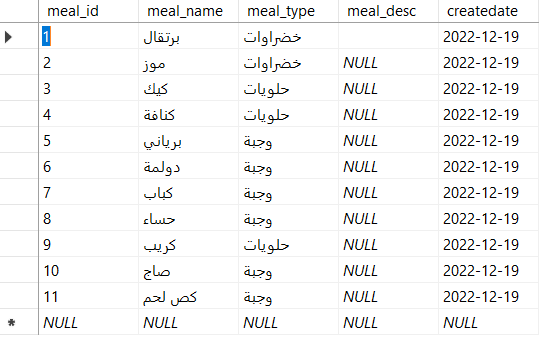 meal_id meal_name meal_type meal_desc createdate
1 برتقال خضراوات 2022-12-19
2 موز خضراوات NULL 2022-12-19
3 كيك حلويات NULL 2022-12-19
4 كنافة حلويات NULL 2022-12-19
5 برياني وجبة NULL 2022-12-19
6 دولمة وجبة NULL 2022-12-19
7 كباب وجبة NULL 2022-12-19
8 حساء وجبة NULL 2022-12-19
9 كريب حلويات NULL 2022-12-19
10 صاج وجبة NULL 2022-12-19
11 كص لحم وجبة NULL 2022-12-19
* NULL NULL NULL NULL NULL